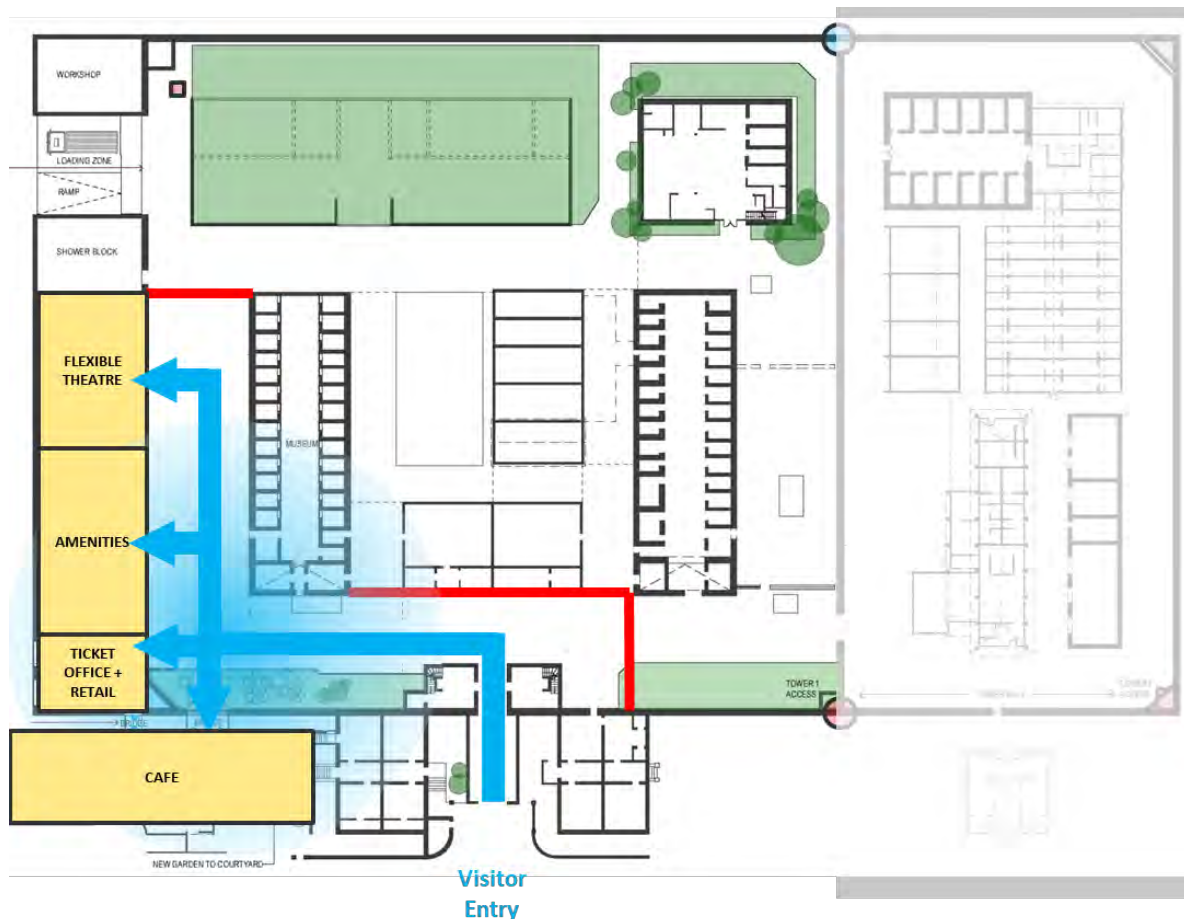 WORKSHOP
LOADING ZONE
RAMP
SHOWER BLOCK
FLEXIBLE
THEATRE
MUSEUM
AMENITIES
TICKET
OFFICE +
RETAIL
TOWER 1
ACCESS
CAFE
NEW GARDEN TO COURTYARD
Visitor
Entry